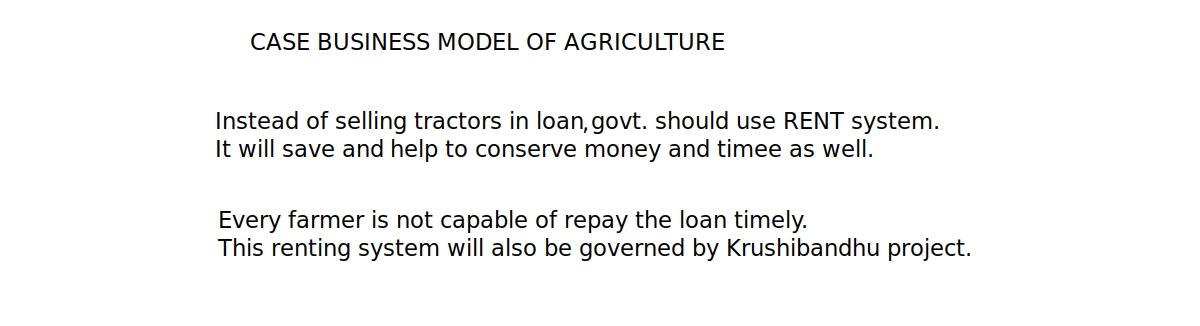 CASE BUSINESS MODEL OF AGRICULTURE
Instead of selling tractors in loan,govt. should use RENT system.
It will save and help to conserve money and timee as well.
Every farmer is not capable of repay the loan timely.
This renting system will also be governed by Krushibandhu project.